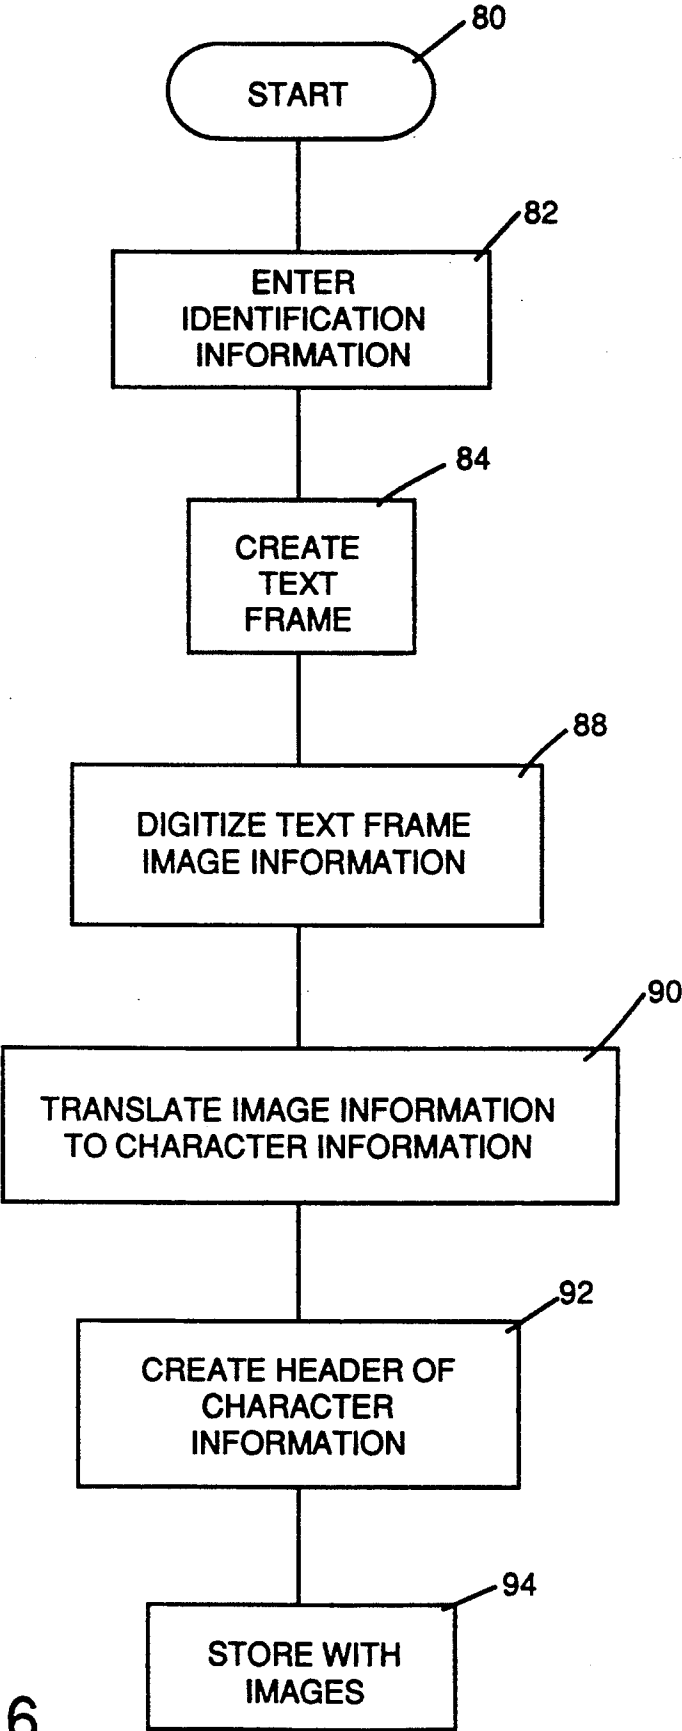 80
START
82
ENTER
IDENTIFICATION
INFORMATION
84
CREATE
TEXT
FRAME
88
DIGITIZE TEXT FRAME
IMAGE INFORMATION
90
TRANSLATE IMAGE INFORMATION
TO CHARACTER INFORMATION
92
CREATE HEADER OF
CHARACTER
INFORMATION
94
STORE WITH
IMAGES
6